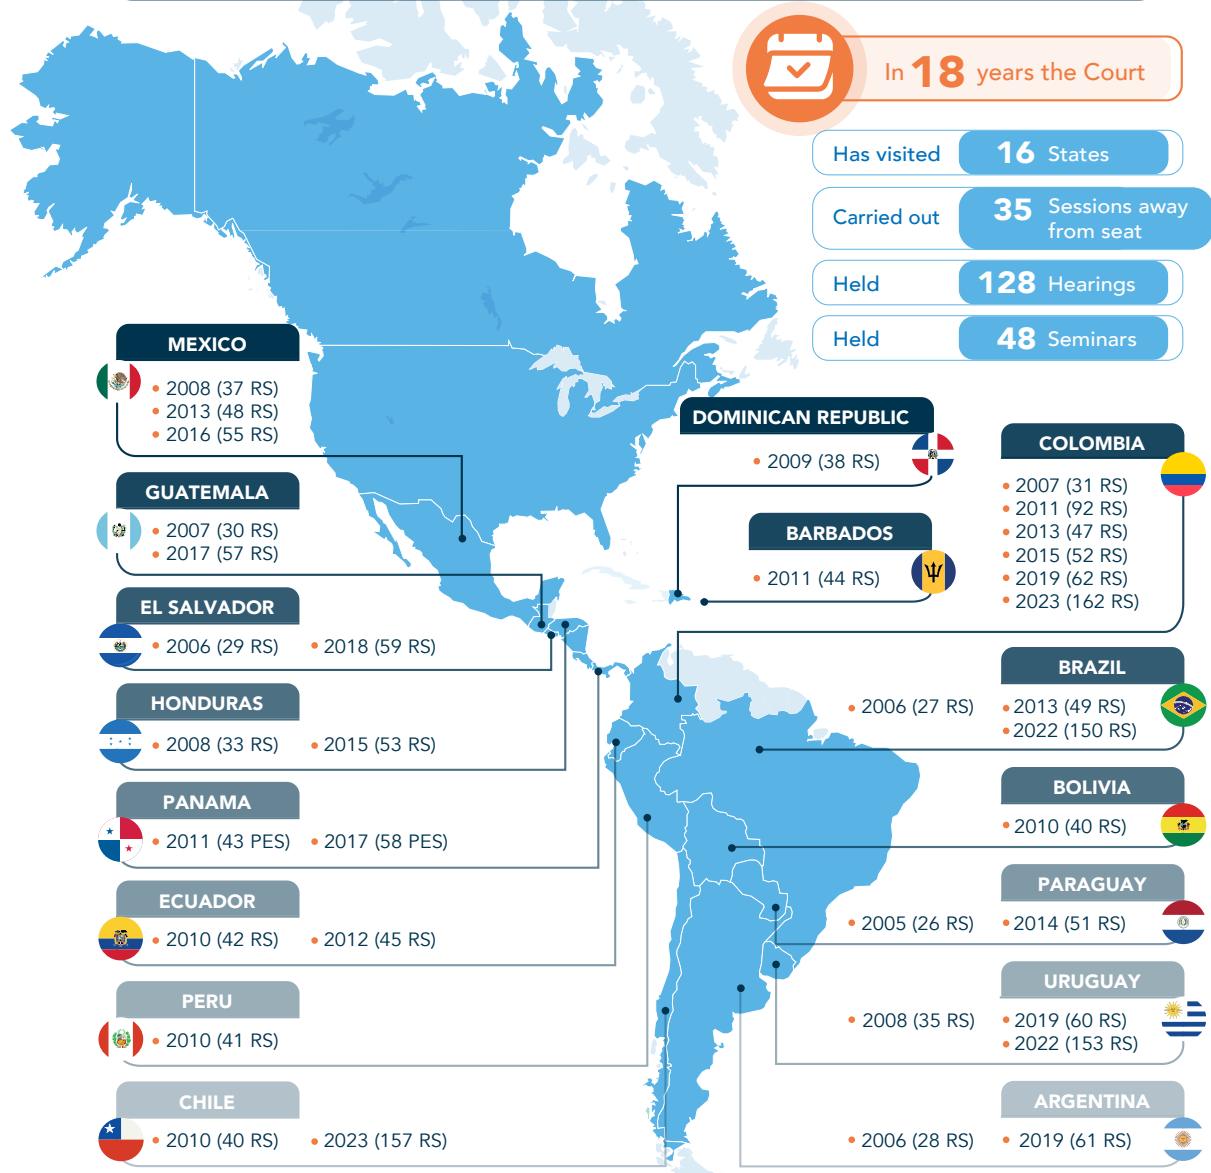 In 18 years the Court
Has visited 16 States
Carried out 35 Sessions away
from seat
Held 128 Hearings
Held 48 Seminars
MEXICO
• 2008 (37 RS)
• 2013 (48 RS)
• 2016 (55 RS)
GUATEMALA
• 2007 (30 RS)
• 2017 (57 RS)
EL SALVADOR
• 2006 (29 RS) • 2018 (59 RS)
HONDURAS
• 2008 (33 RS) • 2015 (53 RS)
PANAMA
• 2011 (43 PES) • 2017 (58 PES)
ECUADOR
• 2010 (42 RS) • 2012 (45 RS)
PERU
• 2010 (41 RS)
CHILE
• 2010 (40 RS) • 2023 (157 RS)
DOMINICAN REPUBLIC
• 2009 (38 RS)
BARBADOS
• 2011 (44 RS)
COLOMBIA
• 2007 (31 RS)
• 2011 (92 RS)
• 2013 (47 RS)
• 2015 (52 RS)
• 2019 (62 RS)
• 2023 (162 RS)
BRAZIL
• 2006 (27 RS) • 2013 (49 RS)
• 2022 (150 RS)
BOLIVIA
• 2010 (40 RS)
PARAGUAY
• 2005 (26 RS) • 2014 (51 RS)
URUGUAY
• 2008 (35 RS) • 2019 (60 RS)
• 2022 (153 RS)
ARGENTINA
• 2006 (28 RS) • 2019 (61 RS)